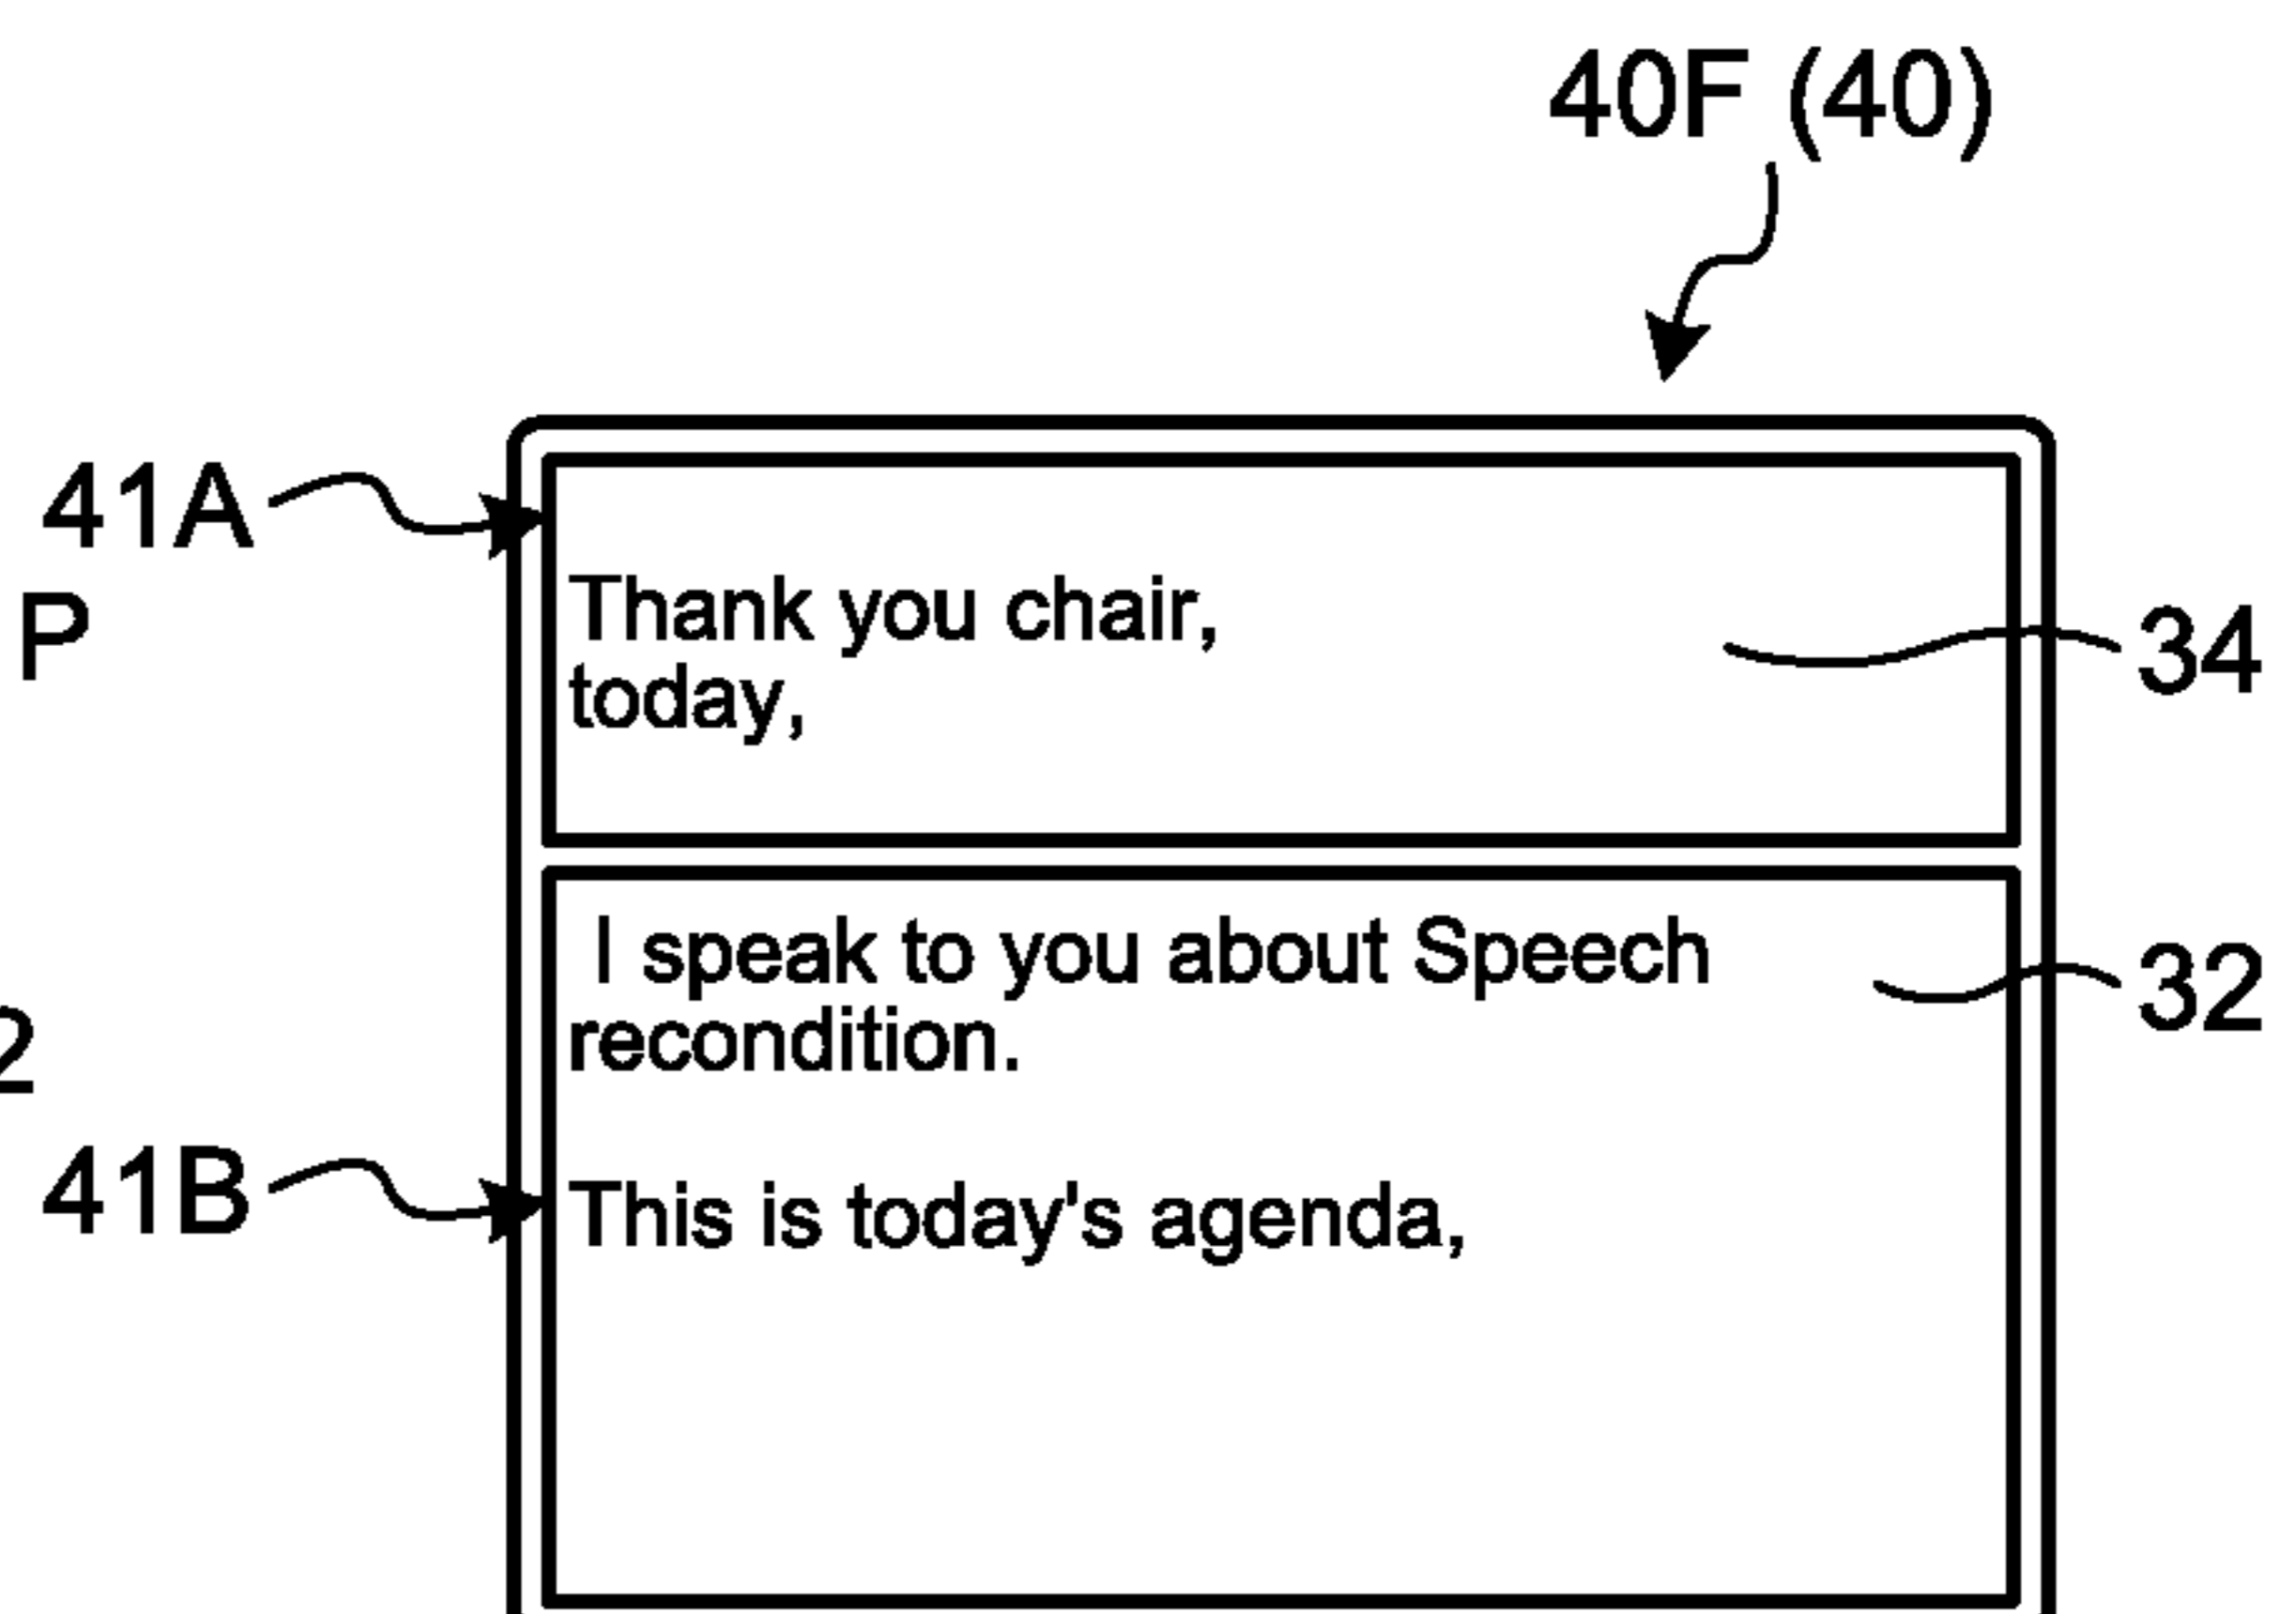 40F (40)
41A
P
Thank you chair,
today,
34
I speak to you about Speech
recondition.
32
2
41B
This is today's agenda,